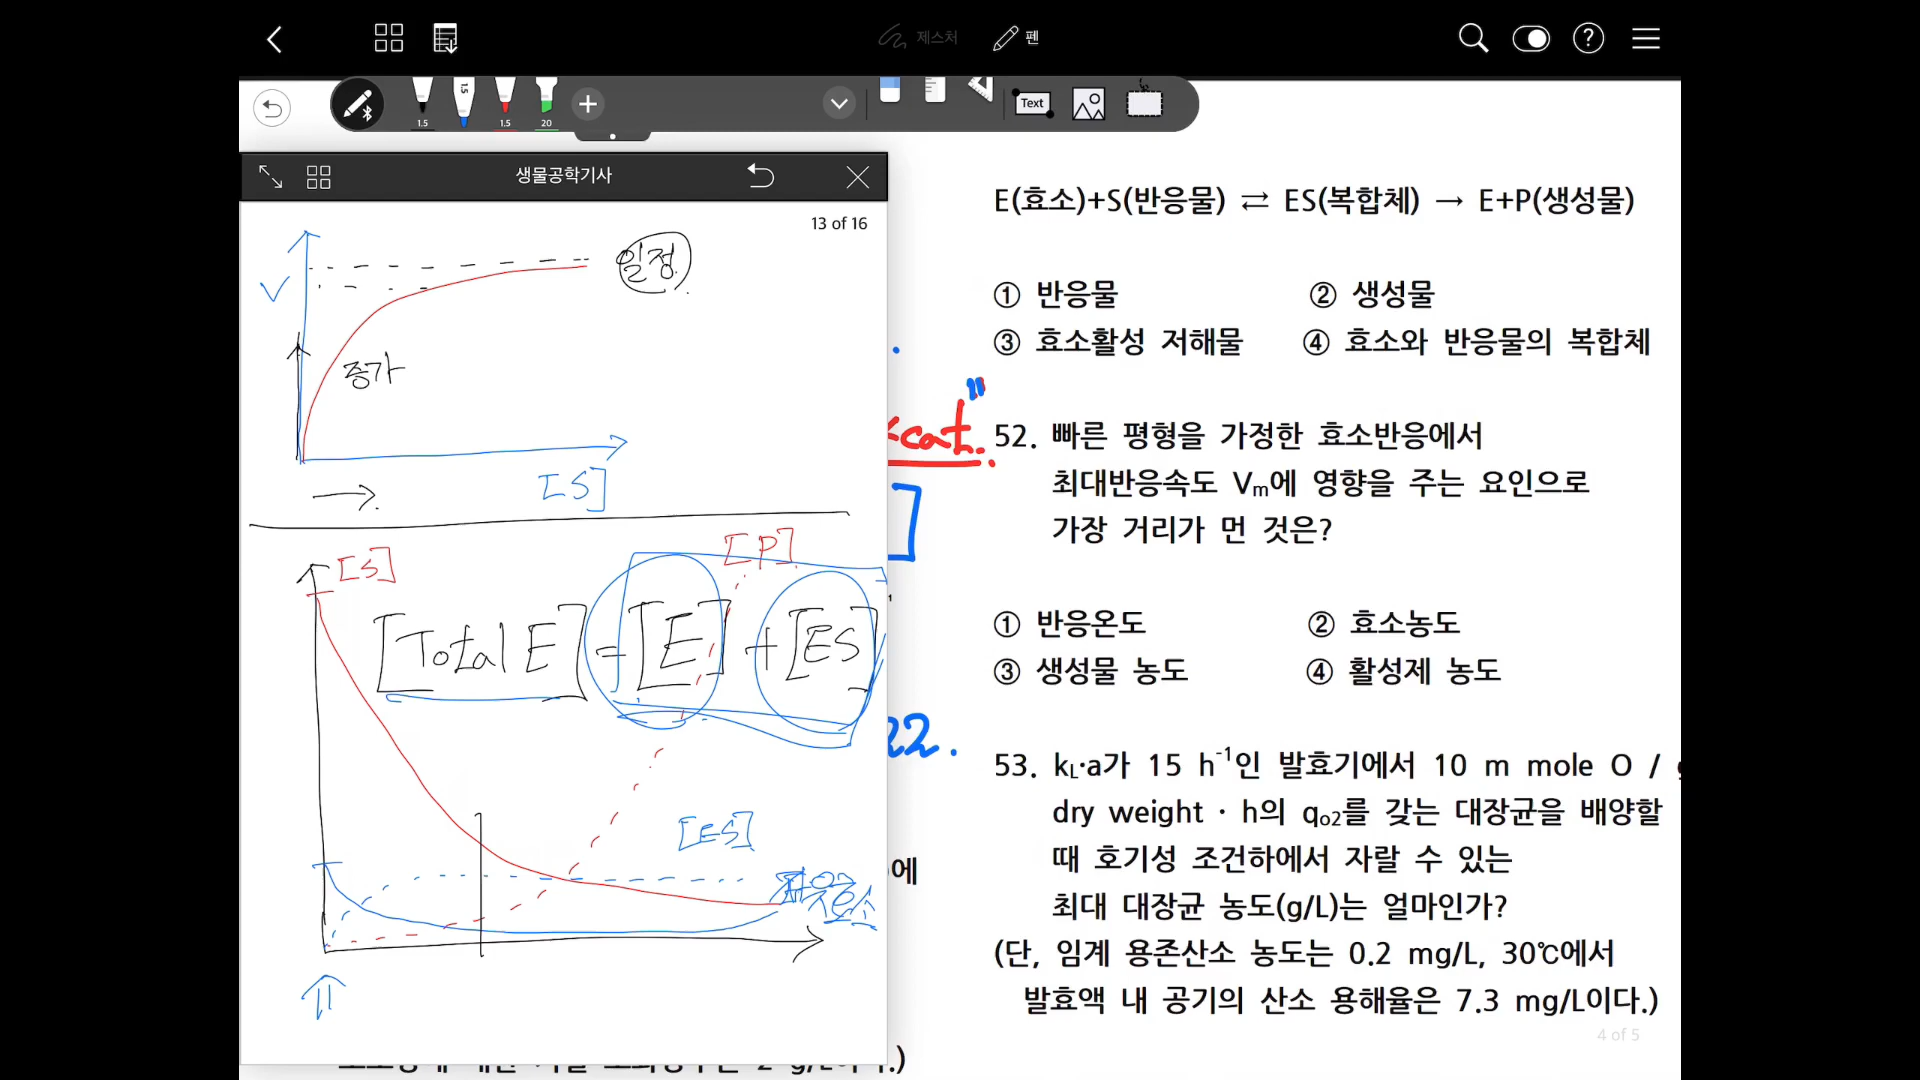 제스처
펜
1.5
1.5
1.5
20
Text
생물공학기사
13 of 16
일정
V
증가
[S]
[S]
[P]
[Total E] = [E] + [ES]
[ES]
E(효소)+S(반응물) ⇄ ES(복합체) → E+P(생성물)
① 반응물 ② 생성물
③ 효소활성 저해물 ④ 효소와 반응물의 복합체
cat.
52. 빠른 평형을 가정한 효소반응에서
최대반응속도 Vm에 영향을 주는 요인으로
가장 거리가 먼 것은?
① 반응온도 ② 효소농도
③ 생성물 농도 ④ 활성제 농도
22.
53. kL·a가 15 h-1인 발효기에서 10 m mole O /
dry weight · h의 qo2를 갖는 대장균을 배양할
때 호기성 조건하에서 자랄 수 있는
에
최대 대장균 농도(g/L)는 얼마인가?
(단, 임계 용존산소 농도는 0.2 mg/L, 30℃에서
발효액 내 공기의 산소 용해율은 7.3 mg/L이다.)
4 of 5